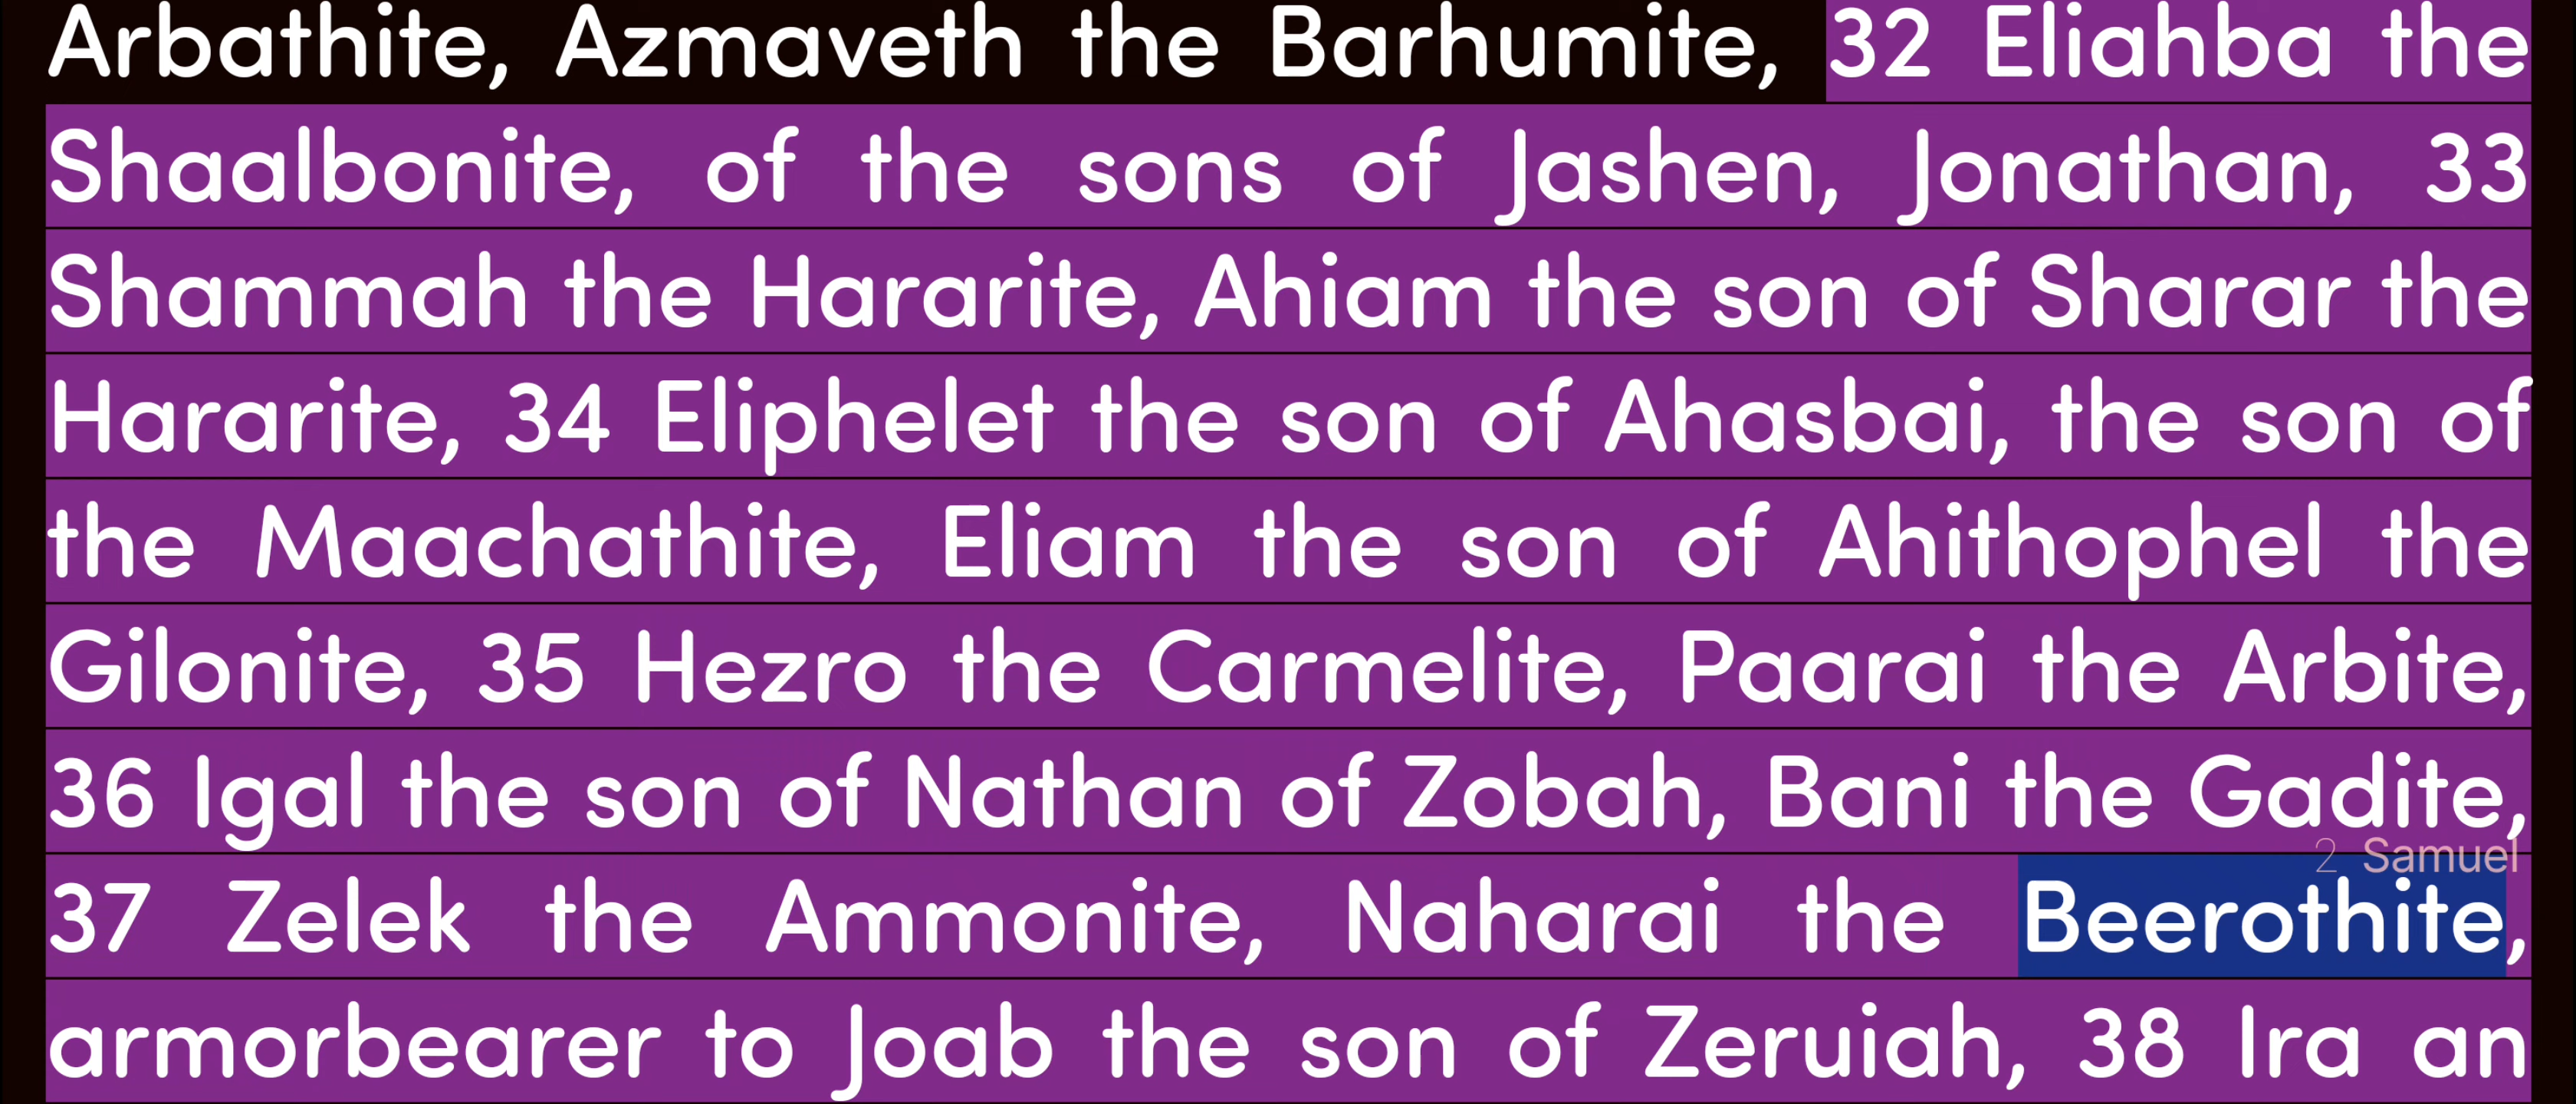 Arbathite, Azmaveth the Barhumite, 32 Eliahba the
Shaalbonite, of the sons of Jashen, Jonathan, 33
Shammah the Hararite, Ahiam the son of Sharar the
Hararite, 34 Eliphelet the son of Ahasbai, the son of
the Maachathite, Eliam the son of Ahithophel the
Gilonite, 35 Hezro the Carmelite, Paarai the Arbite,
36 Igal the son of Nathan of Zobah, Bani the Gadite,
2 Samuel
37 Zelek the Ammonite, Naharai the Beerothite,
armorbearer to Joab the son of Zeruiah, 38 Ira an